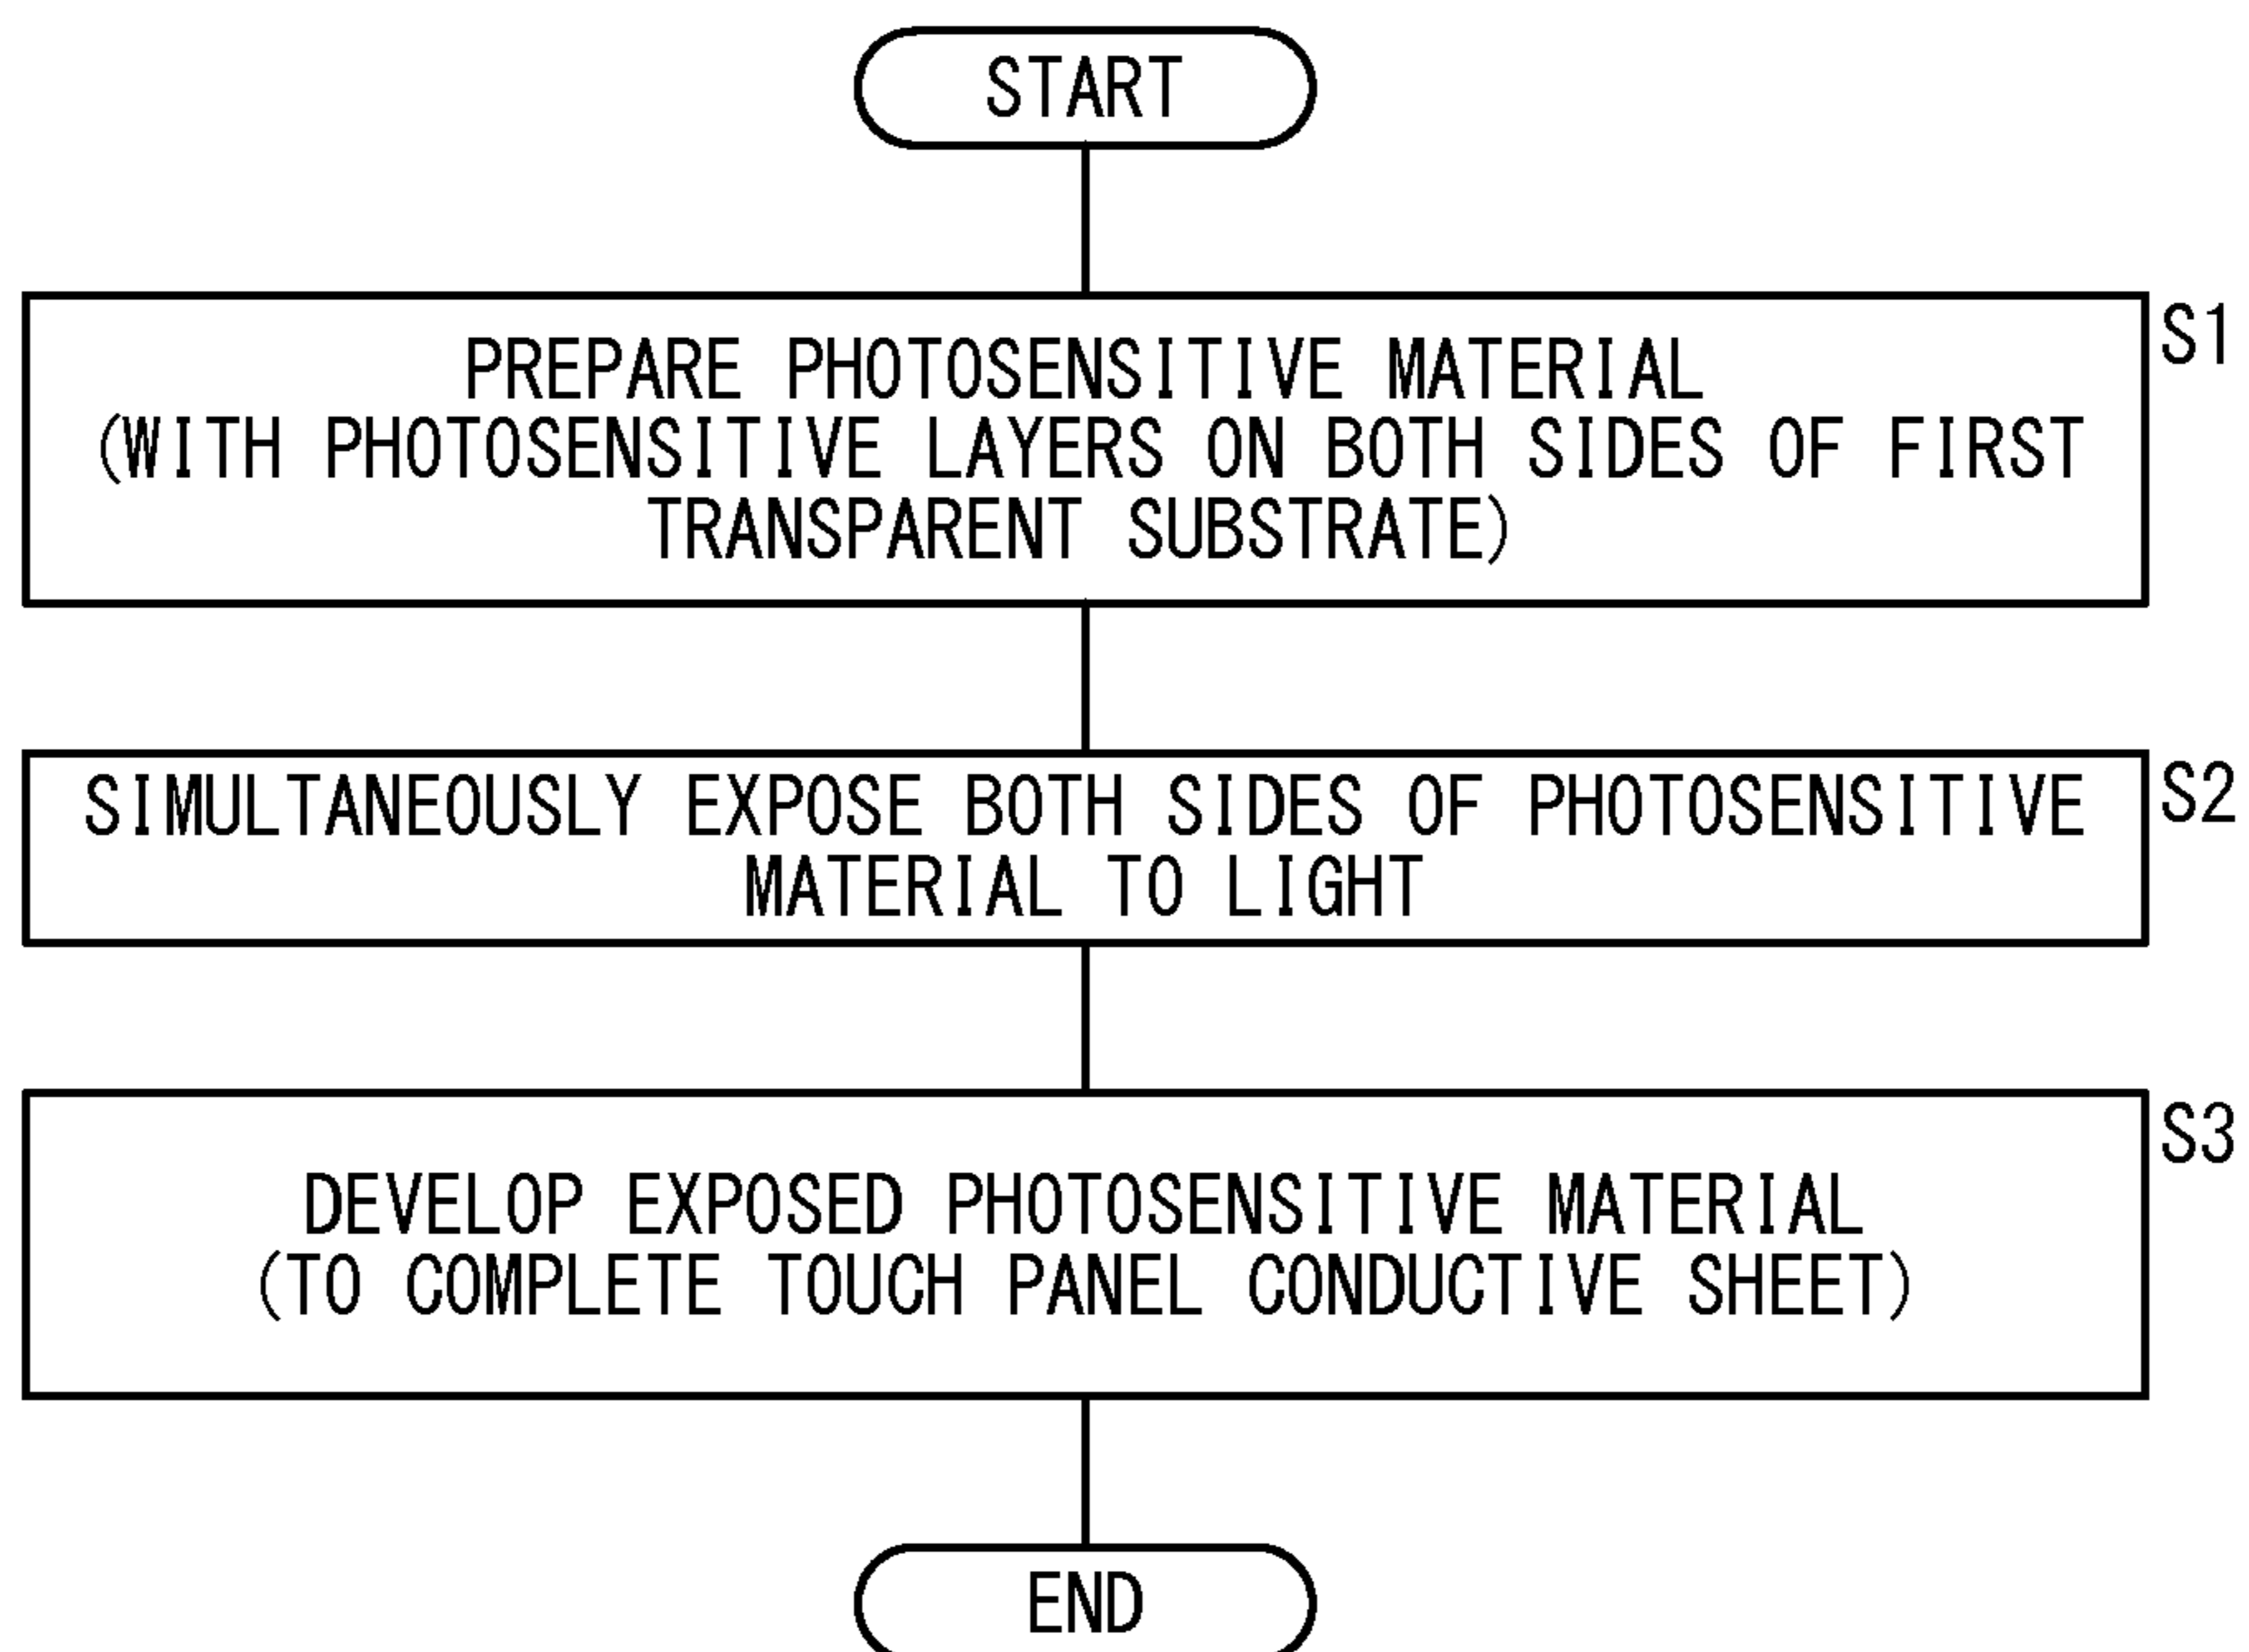 START
PREPARE PHOTOSENSITIVE MATERIAL
S1
(WITH PHOTOSENSITIVE LAYERS ON BOTH SIDES OF FIRST
TRANSPARENT SUBSTRATE)
SIMULTANEOUSLY EXPOSE BOTH SIDES OF PHOTOSENSITIVE
S2
MATERIAL TO LIGHT
S3
DEVELOP EXPOSED PHOTOSENSITIVE MATERIAL
(TO COMPLETE TOUCH PANEL CONDUCTIVE SHEET)
END